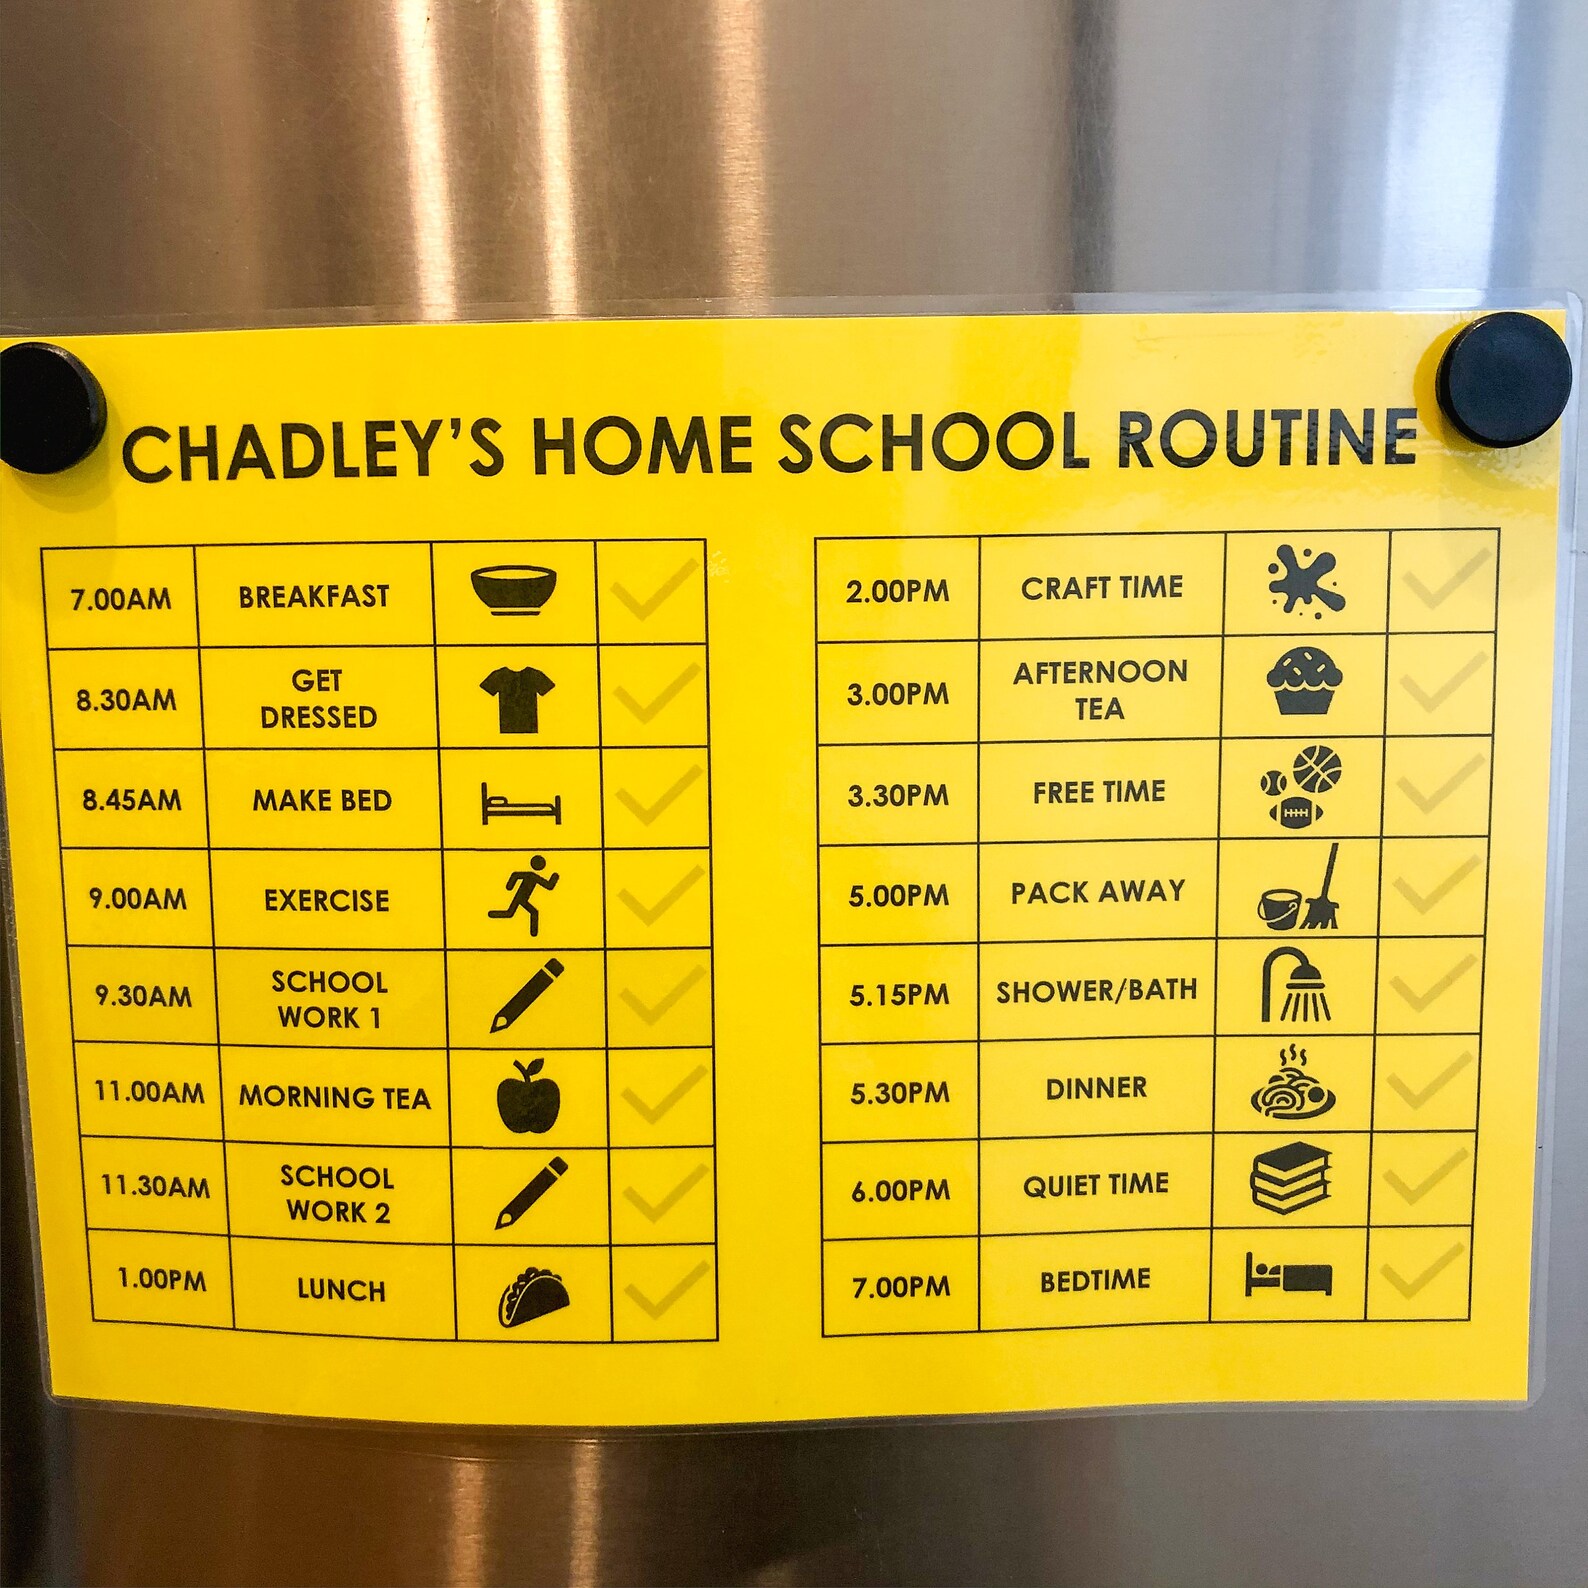 CHADLEY'S HOME SCHOOL ROUTINE
7.00AM BREAKFAST
8.30AM GET
DRESSED
8.45AM MAKE BED
9.00AM EXERCISE
9.30AM SCHOOL
WORK 1
11.00AM MORNING TEA
11.30AM SCHOOL
WORK 2
1.00PM LUNCH
2.00PM CRAFT TIME
3.00PM AFTERNOON
TEA
3.30PM FREE TIME
5.00PM PACK AWAY
5.15PM SHOWER/BATH
5.30PM DINNER
6.00PM QUIET TIME
7.00PM BEDTIME